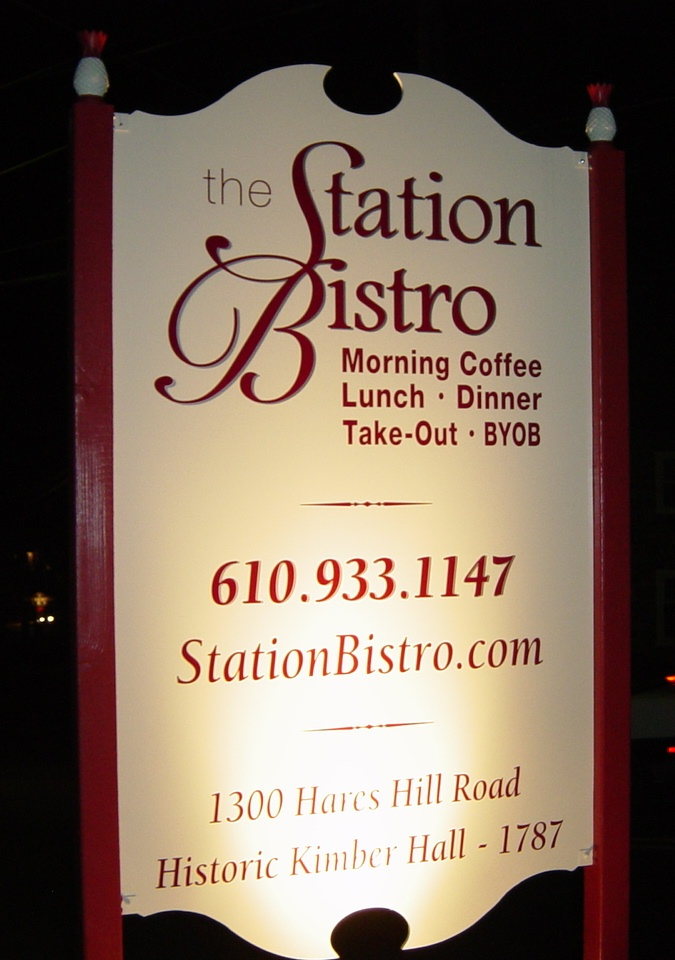 the Station
Bistro
Morning Coffee
Lunch · Dinner
Take-Out · BYOB
610.933.1147
StationBistro.com
1300 Hares Hill Road
Historic Kimber Hall - 1787